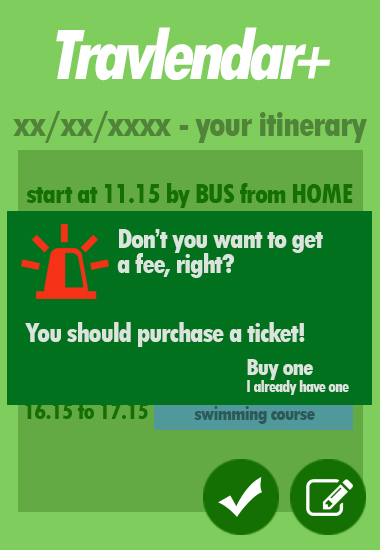 Travlendar+
xx/xx/xxxx - your itinerary
start at 11.15 by BUS from HOME
Don't you want to get
a fee, right?
You should purchase a ticket!
Buy one
I already have one
16.15 to 17.15
swimming course